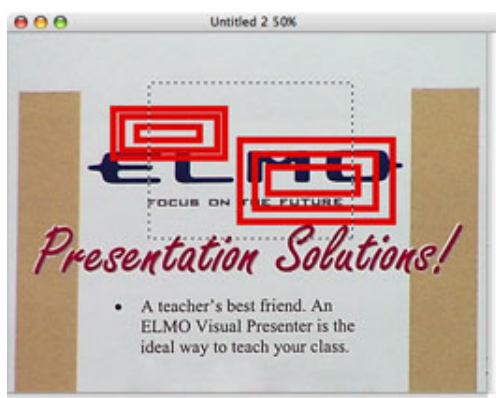 Untitled 2 50%
ELMO
FOCUS ON THE FUTURE
Presentation Solutions!
• A teacher's best friend. An
ELMO Visual Presenter is the
ideal way to teach your class.